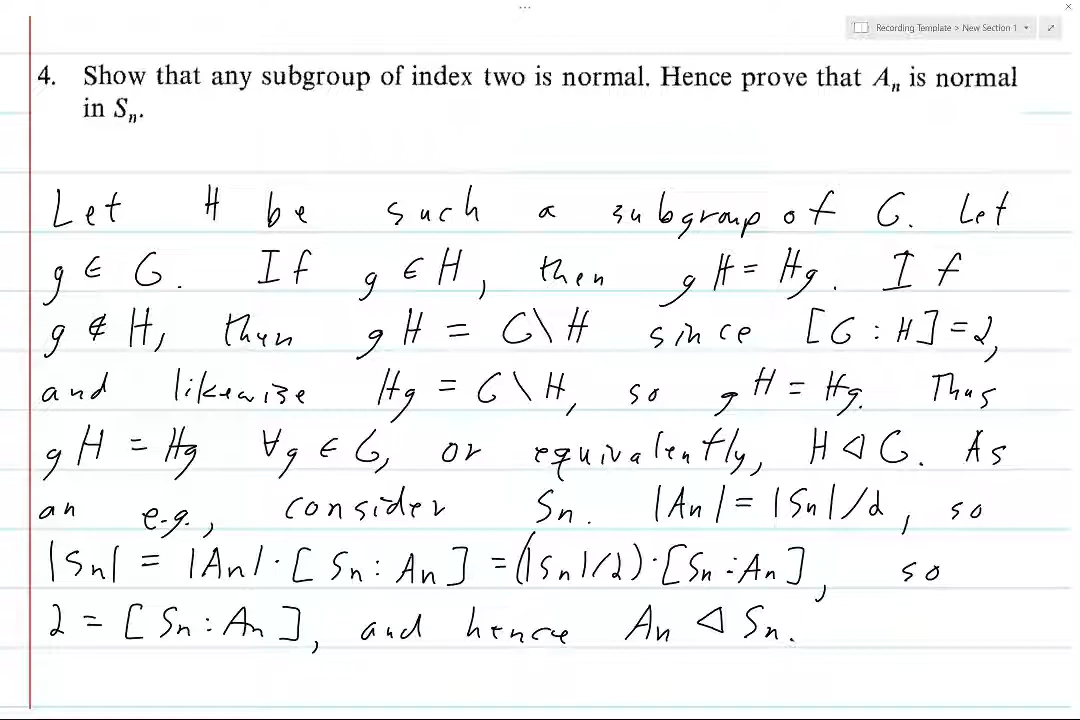 ...
Recording Template > New Section 1
4. Show that any subgroup of index two is normal. Hence prove that Aₙ is normal
in Sₙ.
Let H be such a subgroup of G. Let
g ∈ G. If g ∈ H, then gH = Hg. If
g ∉ H, then gH = G\H since [G : H] = 2,
and likewise Hg = G\H, so gH = Hg. Thus
gH = Hg ∀g ∈ G, or equivalently, H ⊲ G. As
an e.g., consider Sn. |An| = |Sn|/2, so
|Sn| = |An| · [Sn : An] = (|Sn|/2) · [Sn : An], so
2 = [Sn : An], and hence An ⊲ Sn.